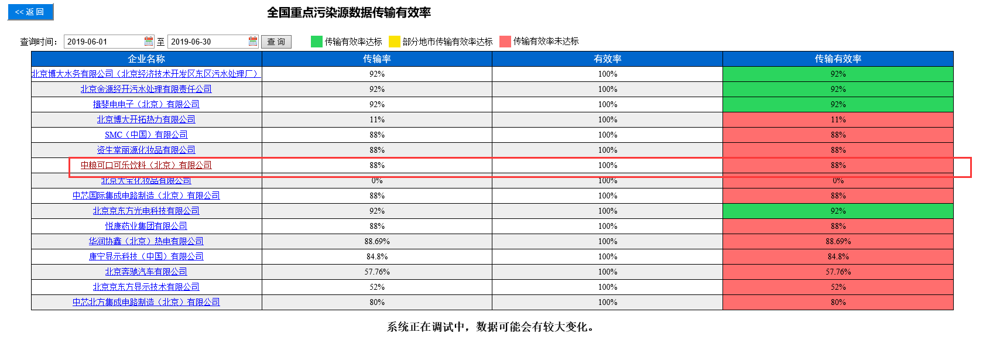 << 返 回
全国重点污染源数据传输有效率
查询时间： 2019-06-01 至 2019-06-30 查 询 传输有效率达标 部分地市传输有效率达标 传输有效率未达标
企业名称 传输率 有效率 传输有效率
北京博大水务有限公司（北京经济技术开发区东区污水处理厂） 92% 100% 92%
北京金源经开污水处理有限责任公司 92% 100% 92%
揖斐电电子（北京）有限公司 92% 100% 92%
北京博大开拓热力有限公司 11% 100% 11%
SMC（中国）有限公司 88% 100% 88%
资生堂丽源化妆品有限公司 88% 100% 88%
中粮可口可乐饮料（北京）有限公司 88% 100% 88%
北京大宝化妆品有限公司 0% 100% 0%
中芯国际集成电路制造（北京）有限公司 88% 100% 88%
北京京东方光电科技有限公司 92% 100% 92%
悦康药业集团有限公司 88% 100% 88%
华润协鑫（北京）热电有限公司 88.69% 100% 88.69%
康宁显示科技（中国）有限公司 84.8% 100% 84.8%
北京奔驰汽车有限公司 57.76% 100% 57.76%
北京京东方显示技术有限公司 52% 100% 52%
中芯北方集成电路制造（北京）有限公司 80% 100% 80%
系统正在调试中，数据可能会有较大变化。